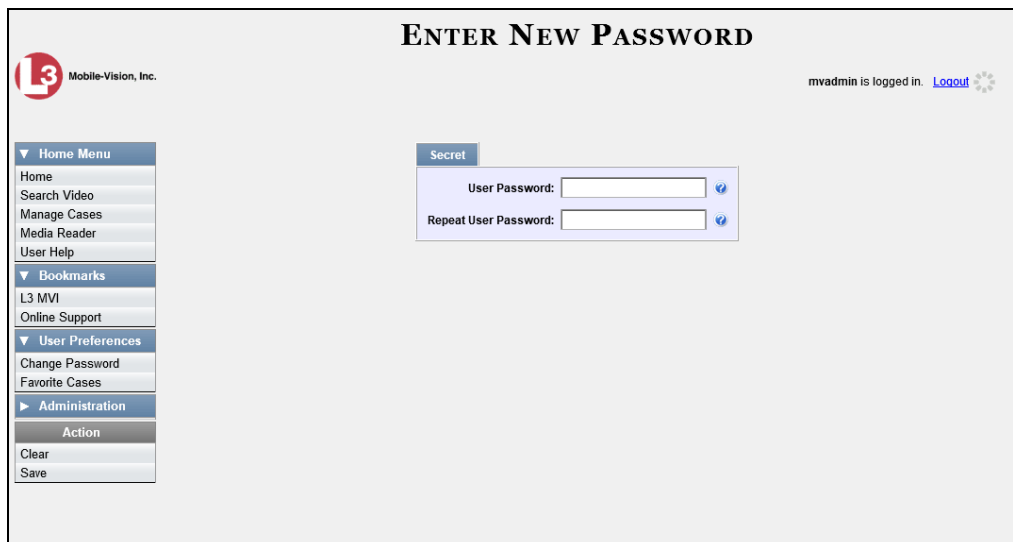 ENTER NEW PASSWORD
L3 Mobile-Vision, Inc.
mvadmin is logged in. Logout
Home Menu
Home
Search Video
Manage Cases
Media Reader
User Help
Bookmarks
L3 MVI
Online Support
User Preferences
Change Password
Favorite Cases
Administration
Action
Clear
Save
Secret
User Password:
Repeat User Password: